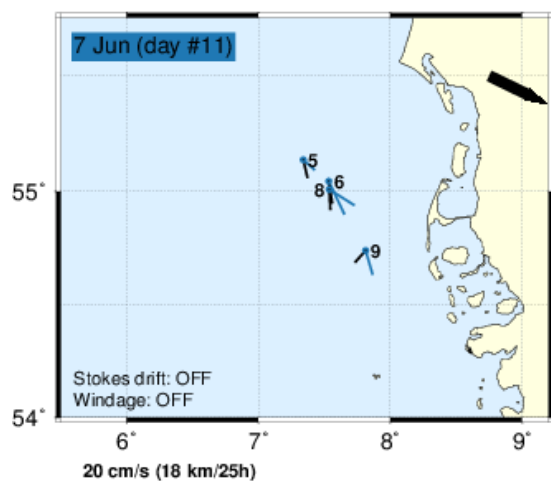 7 Jun (day #11)
5
6
55°
8
9
Stokes drift: OFF
Windage: OFF
54°
6° 7° 8° 9°
20 cm/s (18 km/25h)